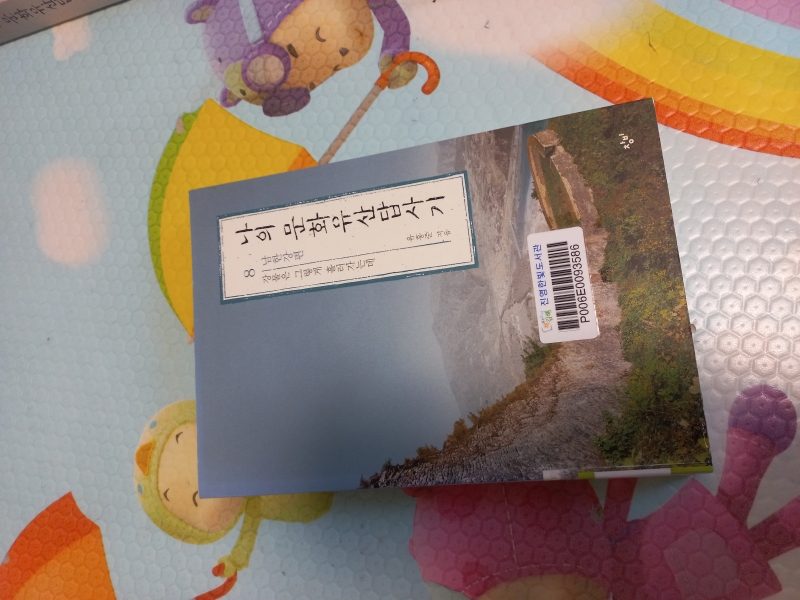 나의 문화유산답사기
8 남한강편
강물은 그렇게 흘러가는데
유홍준 지음
창비
진영한빛도서관
P006E0093586